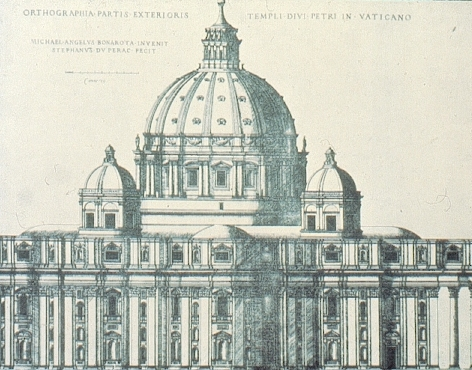 ORTHOGRAPHIA · PARTIS · EXTERIORIS TEMPLI · DIVI · PETRI · IN · VATICANO
MICHAEL · ANGELVS · BONAROTA · INVENIT
STEPHANVS · DV · PERAC · FECIT